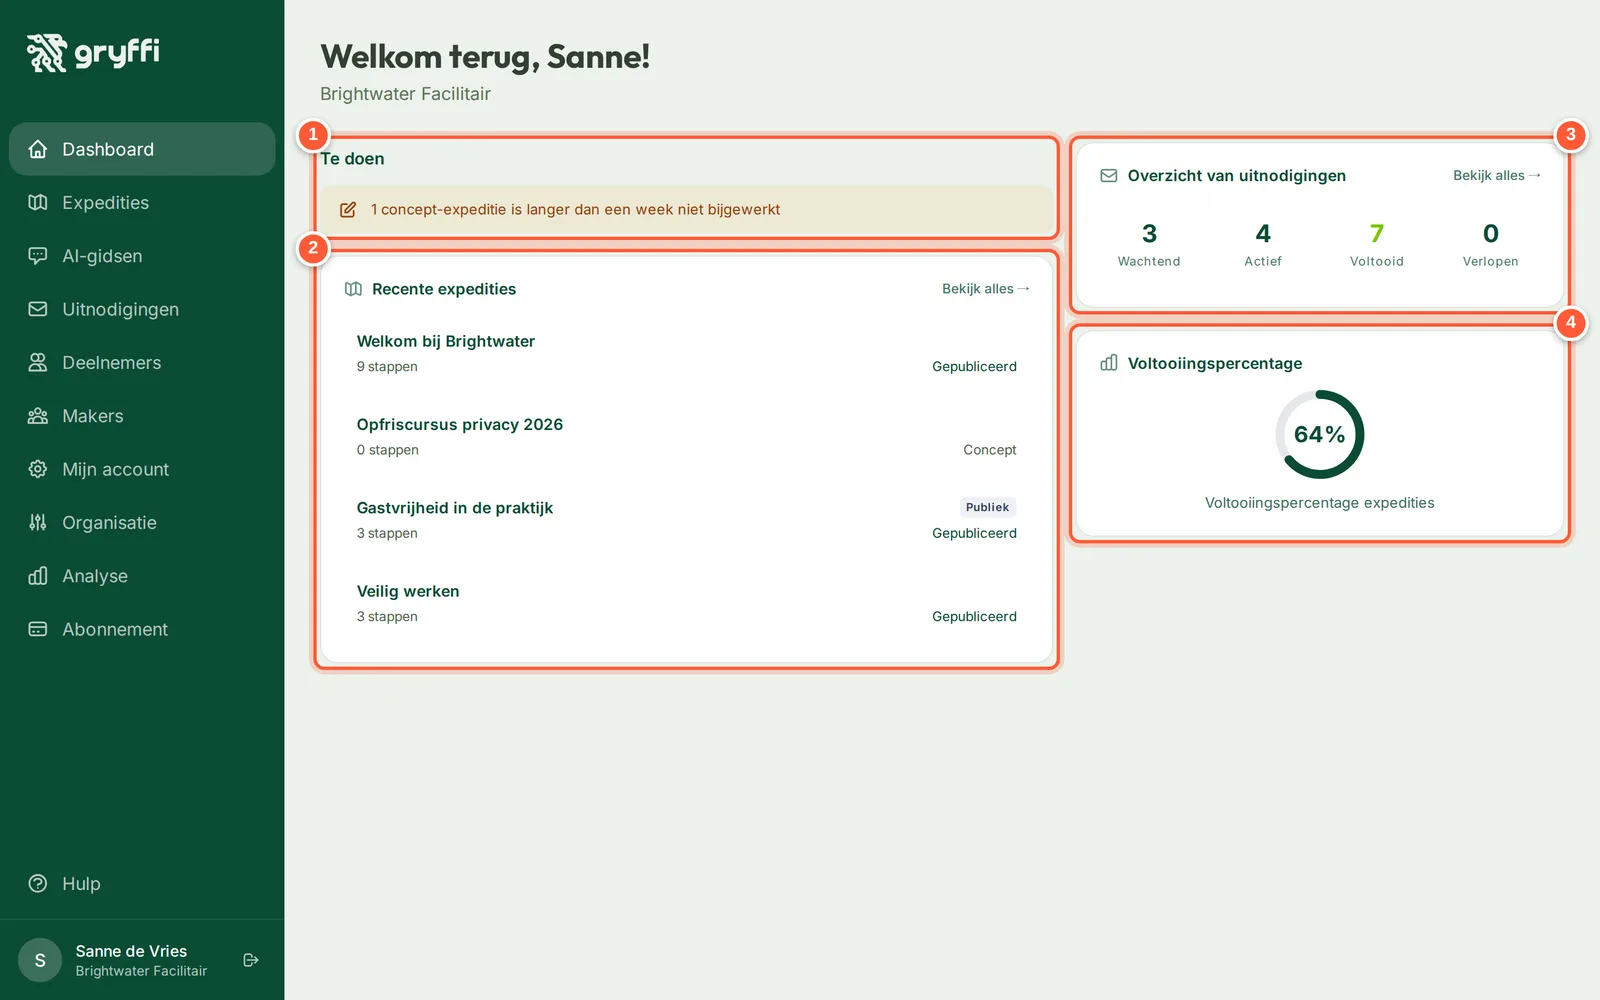 gryffi
Dashboard
Expedities
AI-gidsen
Uitnodigingen
Deelnemers
Makers
Mijn account
Organisatie
Analyse
Abonnement
Hulp
S
Sanne de Vries
Brightwater Facilitair
Welkom terug, Sanne!
Brightwater Facilitair
1
Te doen
1 concept-expeditie is langer dan een week niet bijgewerkt
2
Recente expedities
Bekijk alles →
Welkom bij Brightwater
9 stappen
Gepubliceerd
Opfriscursus privacy 2026
0 stappen
Concept
Gastvrijheid in de praktijk
Publiek
3 stappen
Gepubliceerd
Veilig werken
3 stappen
Gepubliceerd
3
Overzicht van uitnodigingen
Bekijk alles →
3
Wachtend
4
Actief
7
Voltooid
0
Verlopen
4
Voltooiingspercentage
64%
Voltooiingspercentage expedities